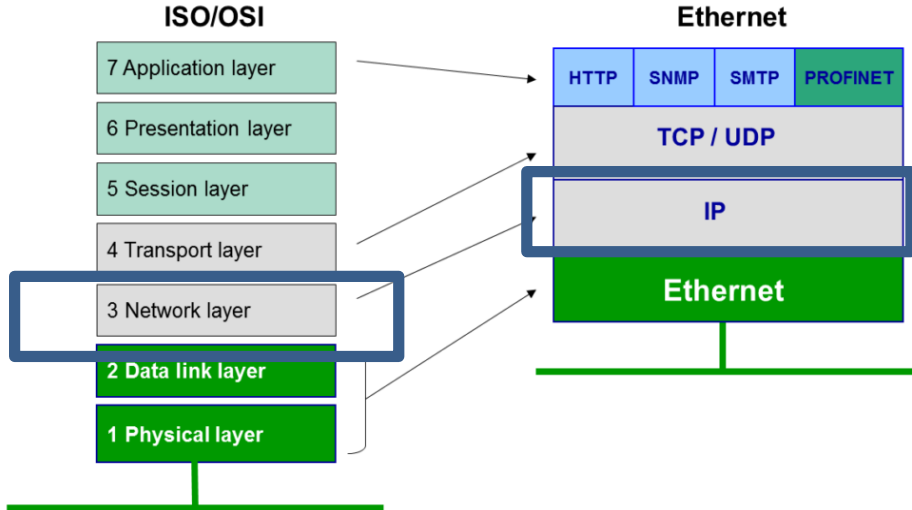 ISO/OSI
7 Application layer
6 Presentation layer
5 Session layer
4 Transport layer
3 Network layer
2 Data link layer
1 Physical layer
Ethernet
HTTP SNMP SMTP PROFINET
TCP / UDP
IP
Ethernet